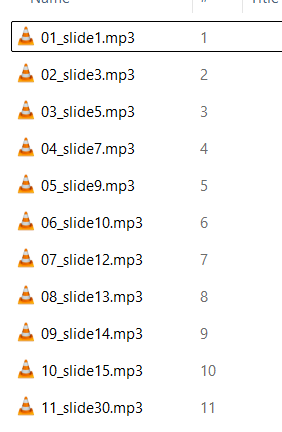 Name # Title
01_slide1.mp3 1
02_slide3.mp3 2
03_slide5.mp3 3
04_slide7.mp3 4
05_slide9.mp3 5
06_slide10.mp3 6
07_slide12.mp3 7
08_slide13.mp3 8
09_slide14.mp3 9
10_slide15.mp3 10
11_slide30.mp3 11